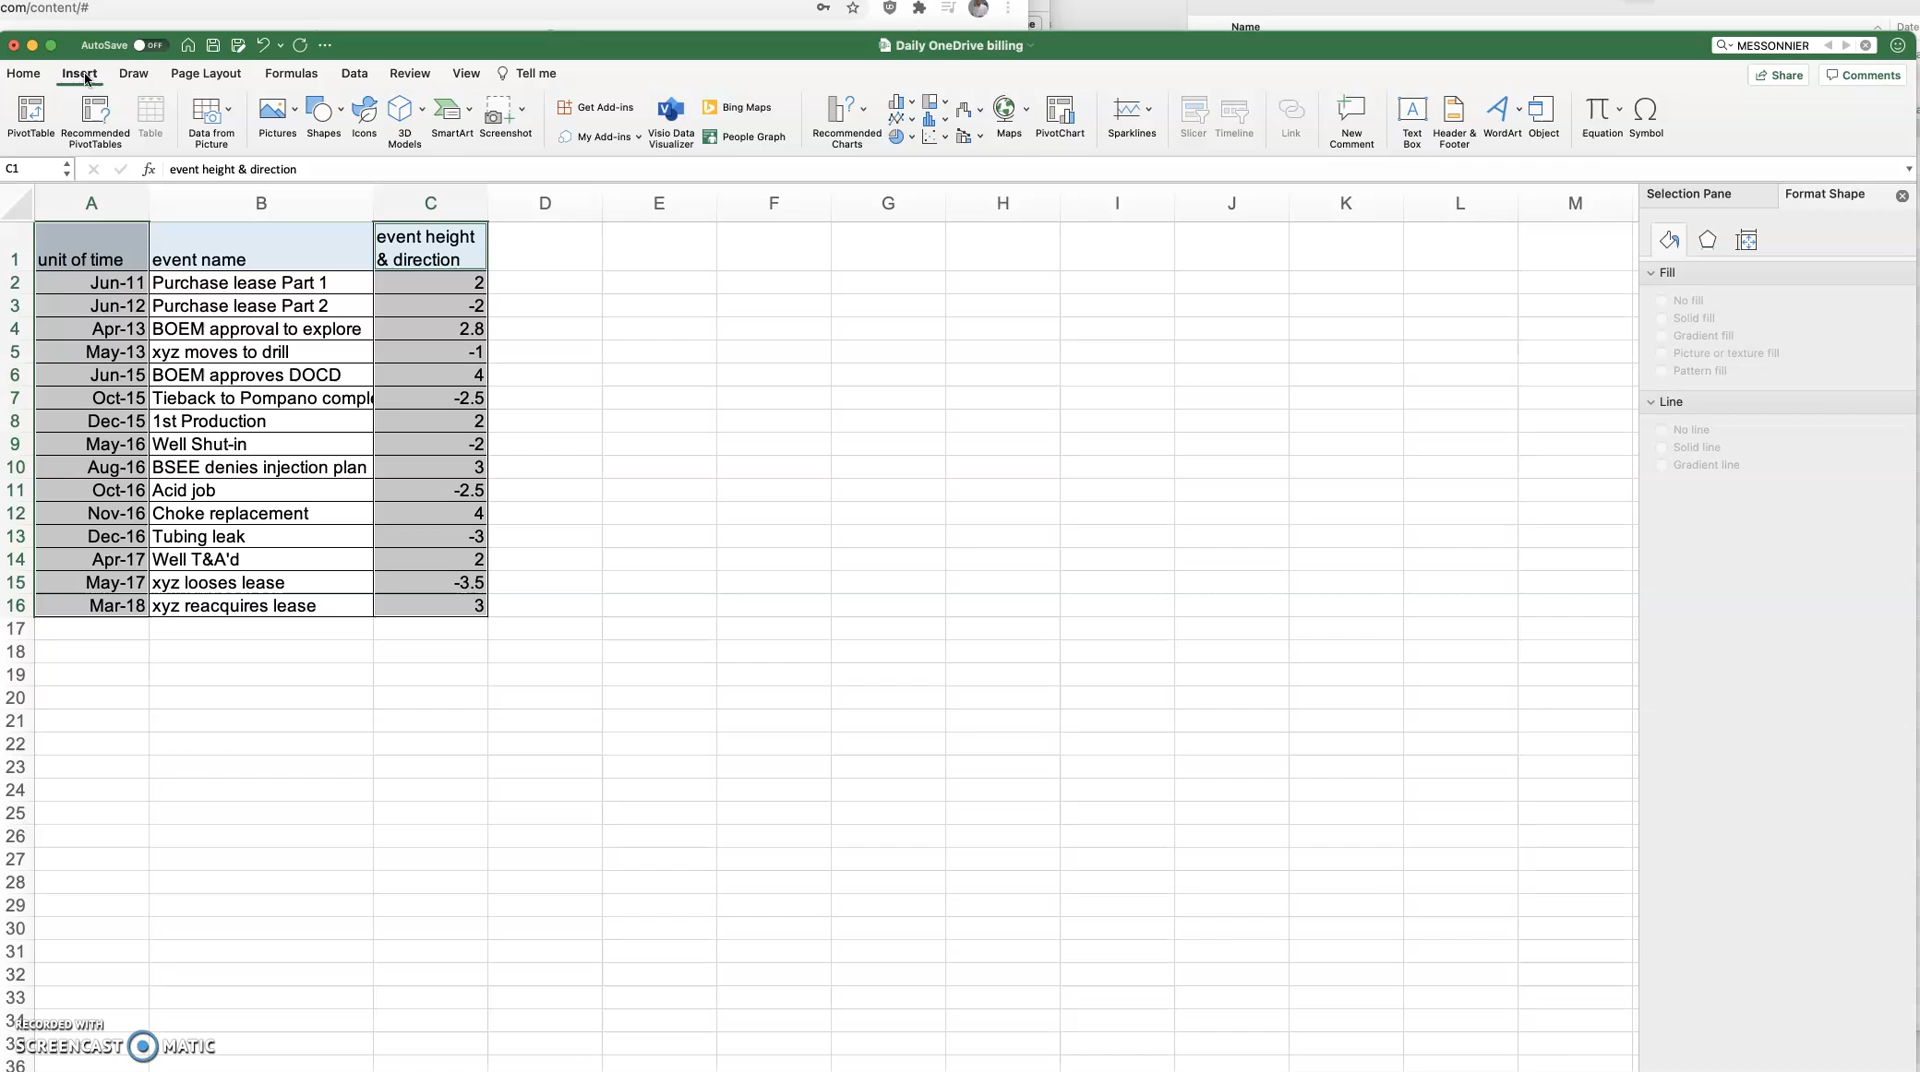 com/content/#
Name
Date
AutoSave OFF
Daily OneDrive billing
MESSONNIER
Home Insert Draw Page Layout Formulas Data Review View Tell me
Share Comments
PivotTable Recommended PivotTables Table Data from Picture Pictures Shapes Icons 3D Models SmartArt Screenshot
Get Add-ins
My Add-ins
Visio Data Visualizer
Bing Maps
People Graph
Recommended Charts Maps PivotChart Sparklines Slicer Timeline Link New Comment Text Box Header & Footer WordArt Object Equation Symbol
C1 fx event height & direction
A B C D E F G H I J K L M
1 unit of time event name event height & direction
2 Jun-11 Purchase lease Part 1 2
3 Jun-12 Purchase lease Part 2 -2
4 Apr-13 BOEM approval to explore 2.8
5 May-13 xyz moves to drill -1
6 Jun-15 BOEM approves DOCD 4
7 Oct-15 Tieback to Pompano compl -2.5
8 Dec-15 1st Production 2
9 May-16 Well Shut-in -2
10 Aug-16 BSEE denies injection plan 3
11 Oct-16 Acid job -2.5
12 Nov-16 Choke replacement 4
13 Dec-16 Tubing leak -3
14 Apr-17 Well T&A'd 2
15 May-17 xyz looses lease -3.5
16 Mar-18 xyz reacquires lease 3
17
18
19
20
21
22
23
24
25
26
27
28
29
30
31
32
33
34
35
36
Selection Pane Format Shape
Fill
No fill
Solid fill
Gradient fill
Picture or texture fill
Pattern fill
Line
No line
Solid line
Gradient line
RECORDED WITH
SCREENCAST MATIC